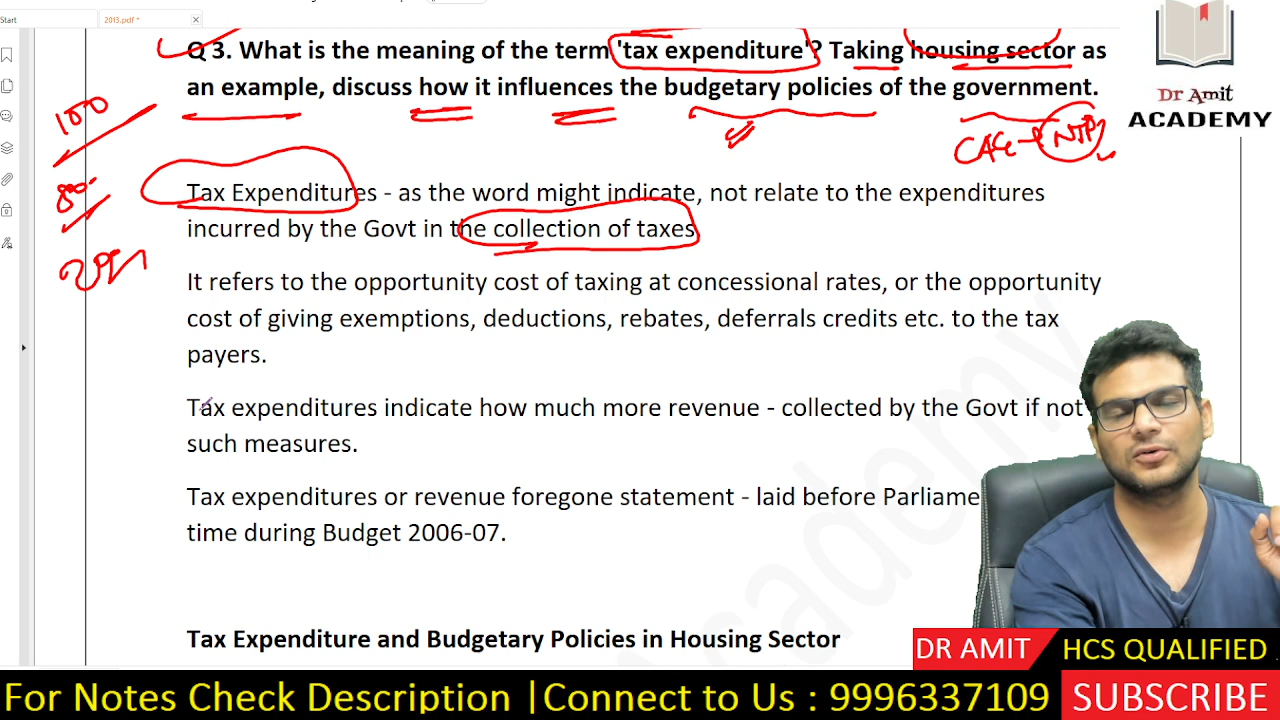 Start
2013.pdf *
Q 3. What is the meaning of the term 'tax expenditure'? Taking housing sector as
an example, discuss how it influences the budgetary policies of the government.
100
800
CAG
Dr Amit
ACADEMY
Tax Expenditures - as the word might indicate, not relate to the expenditures
incurred by the Govt in the collection of taxes
It refers to the opportunity cost of taxing at concessional rates, or the opportunity
cost of giving exemptions, deductions, rebates, deferrals credits etc. to the tax
payers.
Tax expenditures indicate how much more revenue - collected by the Govt if not
such measures.
Tax expenditures or revenue foregone statement - laid before Parliame
time during Budget 2006-07.
Tax Expenditure and Budgetary Policies in Housing Sector
Academy
DR AMIT HCS QUALIFIED
For Notes Check Description | Connect to Us : 9996337109 SUBSCRIBE